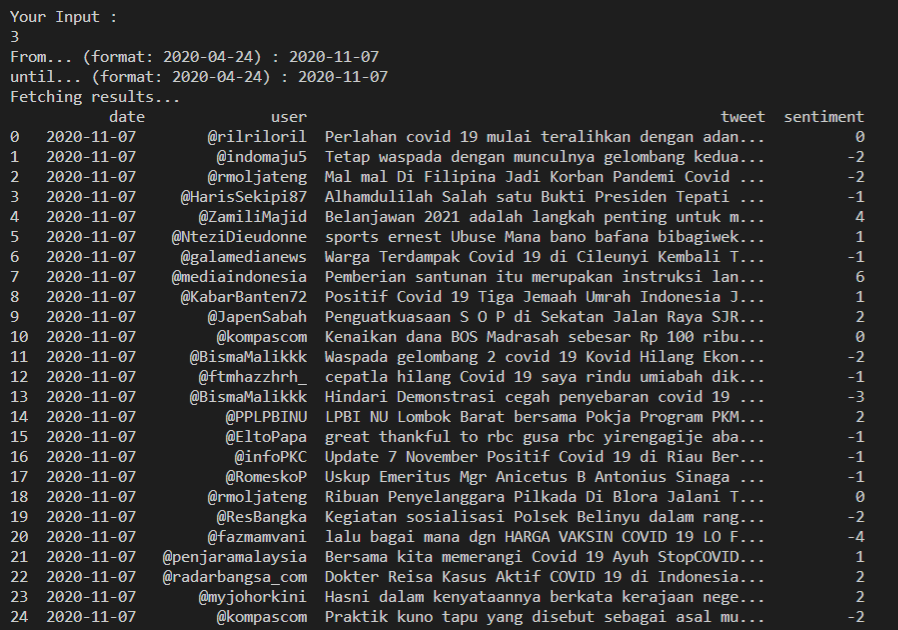 Your Input :
3
From... (format: 2020-04-24) : 2020-11-07
until... (format: 2020-04-24) : 2020-11-07
Fetching results...
date user tweet sentiment
0 2020-11-07 @rilriloril Perlahan covid 19 mulai teralihkan dengan adan... 0
1 2020-11-07 @indomaju5 Tetap waspada dengan munculnya gelombang kedua... -2
2 2020-11-07 @rmoljateng Mal mal Di Filipina Jadi Korban Pandemi Covid ... -2
3 2020-11-07 @HarisSekipi87 Alhamdulilah Salah satu Bukti Presiden Tepati ... -1
4 2020-11-07 @ZamiliMajid Belanjawan 2021 adalah langkah penting untuk m... 4
5 2020-11-07 @NteziDieudonne sports ernest Ubuse Mana bano bafana bibagiwek... 1
6 2020-11-07 @galamedianews Warga Terdampak Covid 19 di Cileunyi Kembali T... -1
7 2020-11-07 @mediaindonesia Pemberian santunan itu merupakan instruksi lan... 6
8 2020-11-07 @KabarBanten72 Positif Covid 19 Tiga Jemaah Umrah Indonesia J... 1
9 2020-11-07 @JapenSabah Penguatkuasaan S O P di Sekatan Jalan Raya SJR... 2
10 2020-11-07 @kompascom Kenaikan dana BOS Madrasah sebesar Rp 100 ribu... 0
11 2020-11-07 @BismaMalikkk Waspada gelombang 2 covid 19 Kovid Hilang Ekon... -2
12 2020-11-07 @ftmhazzhrh_ cepatla hilang Covid 19 saya rindu umiabah dik... -1
13 2020-11-07 @BismaMalikkk Hindari Demonstrasi cegah penyebaran covid 19 ... -3
14 2020-11-07 @PPLPBINU LPBI NU Lombok Barat bersama Pokja Program PKM... 2
15 2020-11-07 @EltoPapa great thankful to rbc gusa rbc yirengagije aba... -1
16 2020-11-07 @infoPKC Update 7 November Positif Covid 19 di Riau Ber... -1
17 2020-11-07 @RomeskoP Uskup Emeritus Mgr Anicetus B Antonius Sinaga ... -1
18 2020-11-07 @rmoljateng Ribuan Penyelanggara Pilkada Di Blora Jalani T... 0
19 2020-11-07 @ResBangka Kegiatan sosialisasi Polsek Belinyu dalam rang... -2
20 2020-11-07 @fazmamvani lalu bagai mana dgn HARGA VAKSIN COVID 19 LO F... -4
21 2020-11-07 @penjaramalaysia Bersama kita memerangi Covid 19 Ayuh StopCOVID... 1
22 2020-11-07 @radarbangsa_com Dokter Reisa Kasus Aktif COVID 19 di Indonesia... 2
23 2020-11-07 @myjohorkini Hasni dalam kenyataannya berkata kerajaan nege... 2
24 2020-11-07 @kompascom Praktik kuno tapu yang disebut sebagai asal mu... -2